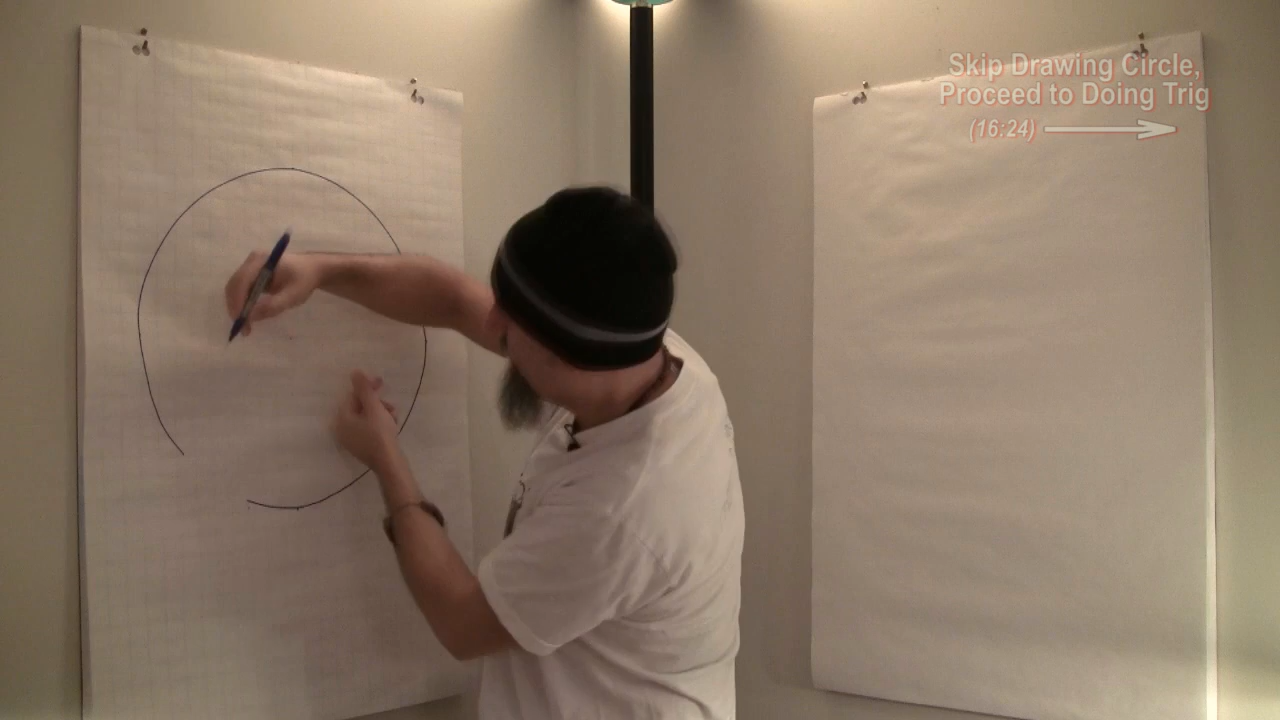 Skip Drawing Circle,
Proceed to Doing Trig
(16:24)